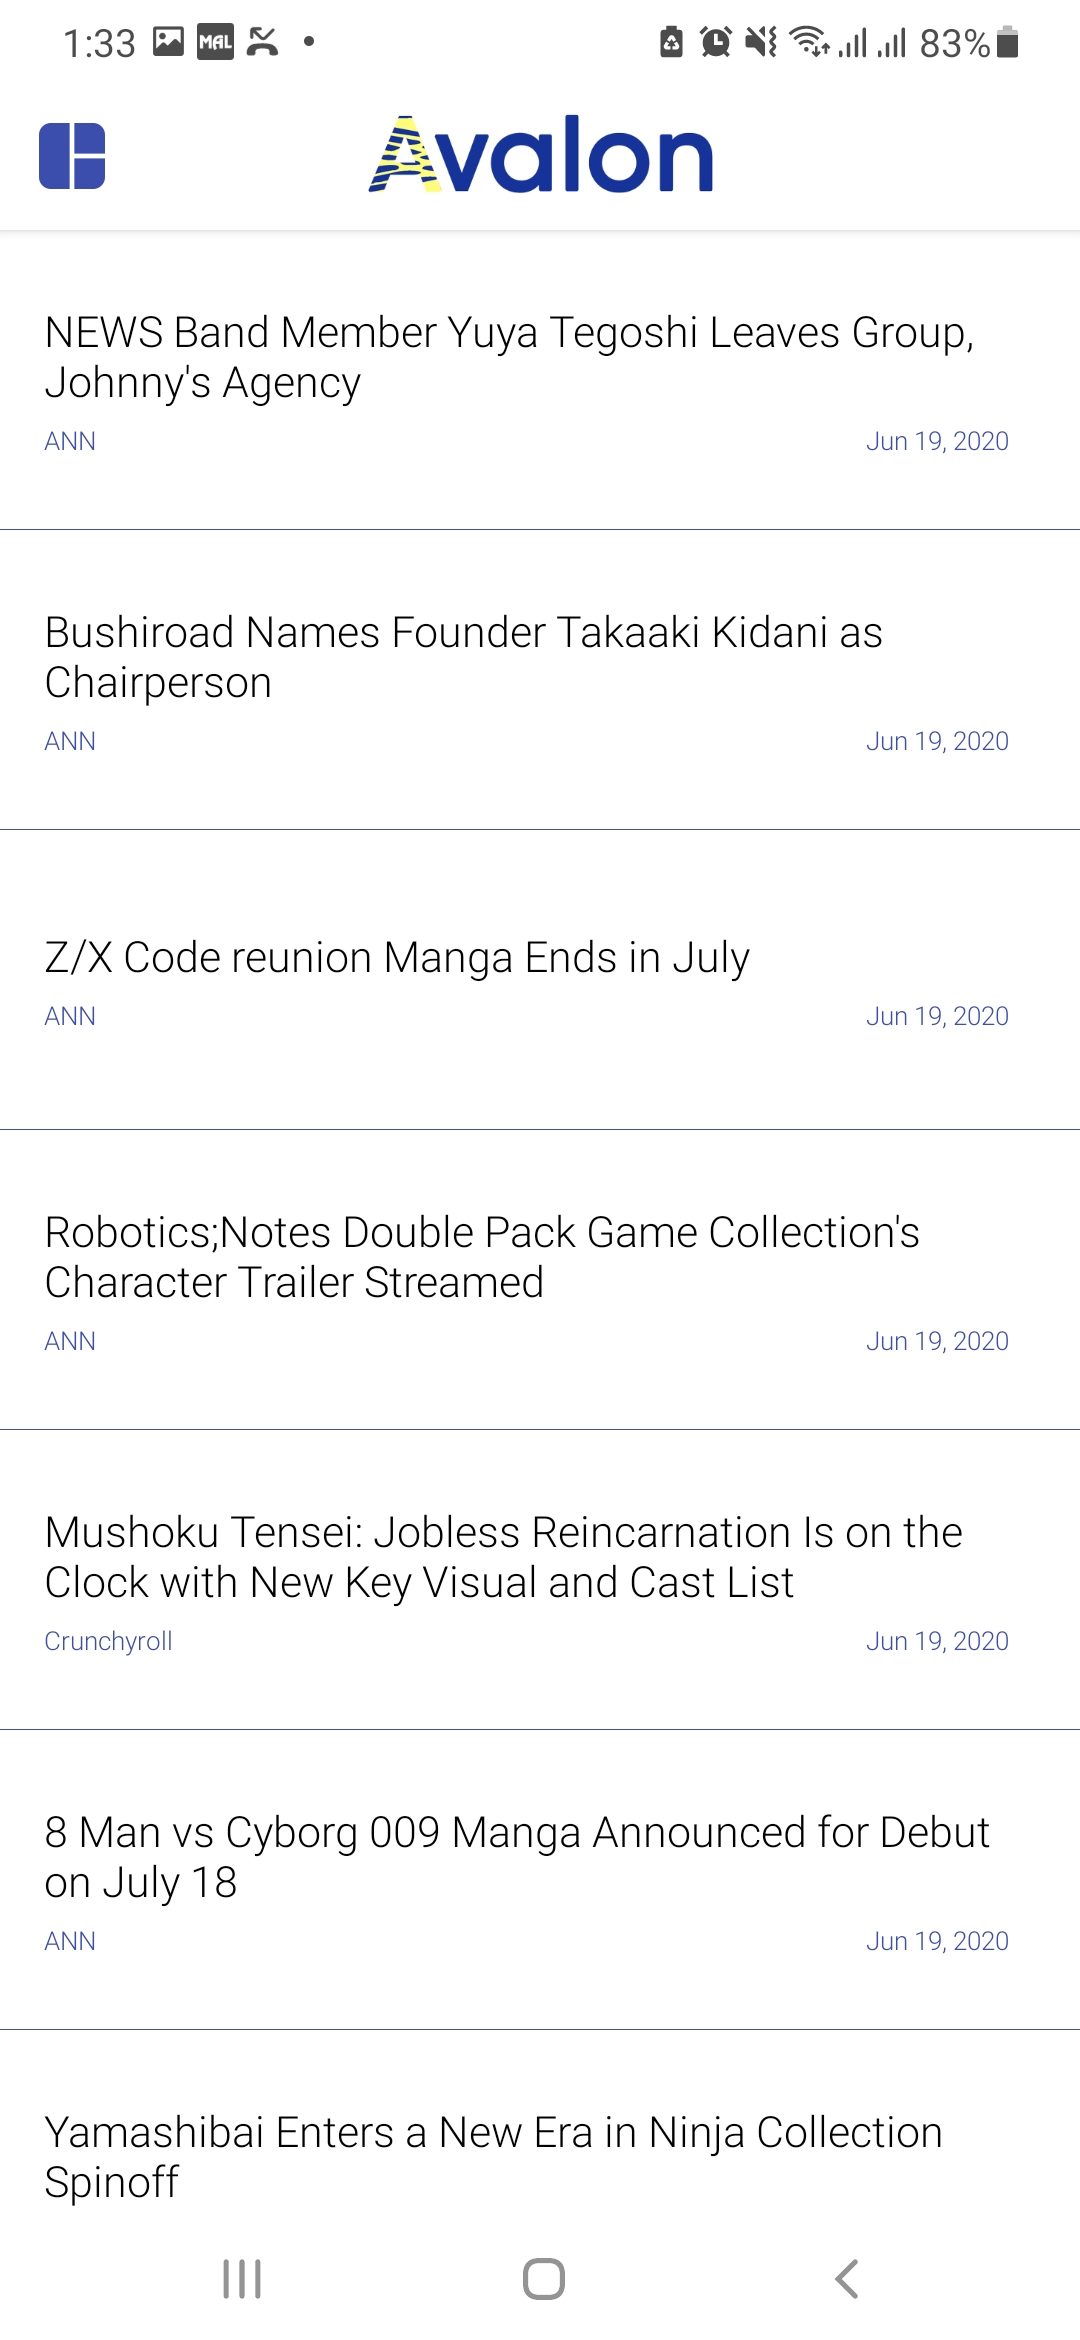 1:33 MAL 83%
Avalon
NEWS Band Member Yuya Tegoshi Leaves Group,
Johnny's Agency
ANN Jun 19, 2020
Bushiroad Names Founder Takaaki Kidani as
Chairperson
ANN Jun 19, 2020
Z/X Code reunion Manga Ends in July
ANN Jun 19, 2020
Robotics;Notes Double Pack Game Collection's
Character Trailer Streamed
ANN Jun 19, 2020
Mushoku Tensei: Jobless Reincarnation Is on the
Clock with New Key Visual and Cast List
Crunchyroll Jun 19, 2020
8 Man vs Cyborg 009 Manga Announced for Debut
on July 18
ANN Jun 19, 2020
Yamashibai Enters a New Era in Ninja Collection
Spinoff